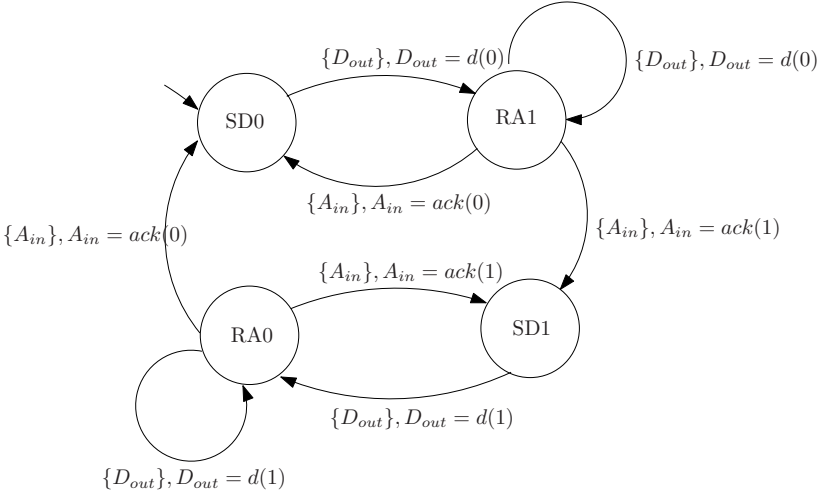 {D_out}, D_out = d(0)
{D_out}, D_out = d(0)
SD0
RA1
{A_in}, A_in = ack(0)
{A_in}, A_in = ack(0)
{A_in}, A_in = ack(1)
{A_in}, A_in = ack(1)
RA0
SD1
{D_out}, D_out = d(1)
{D_out}, D_out = d(1)